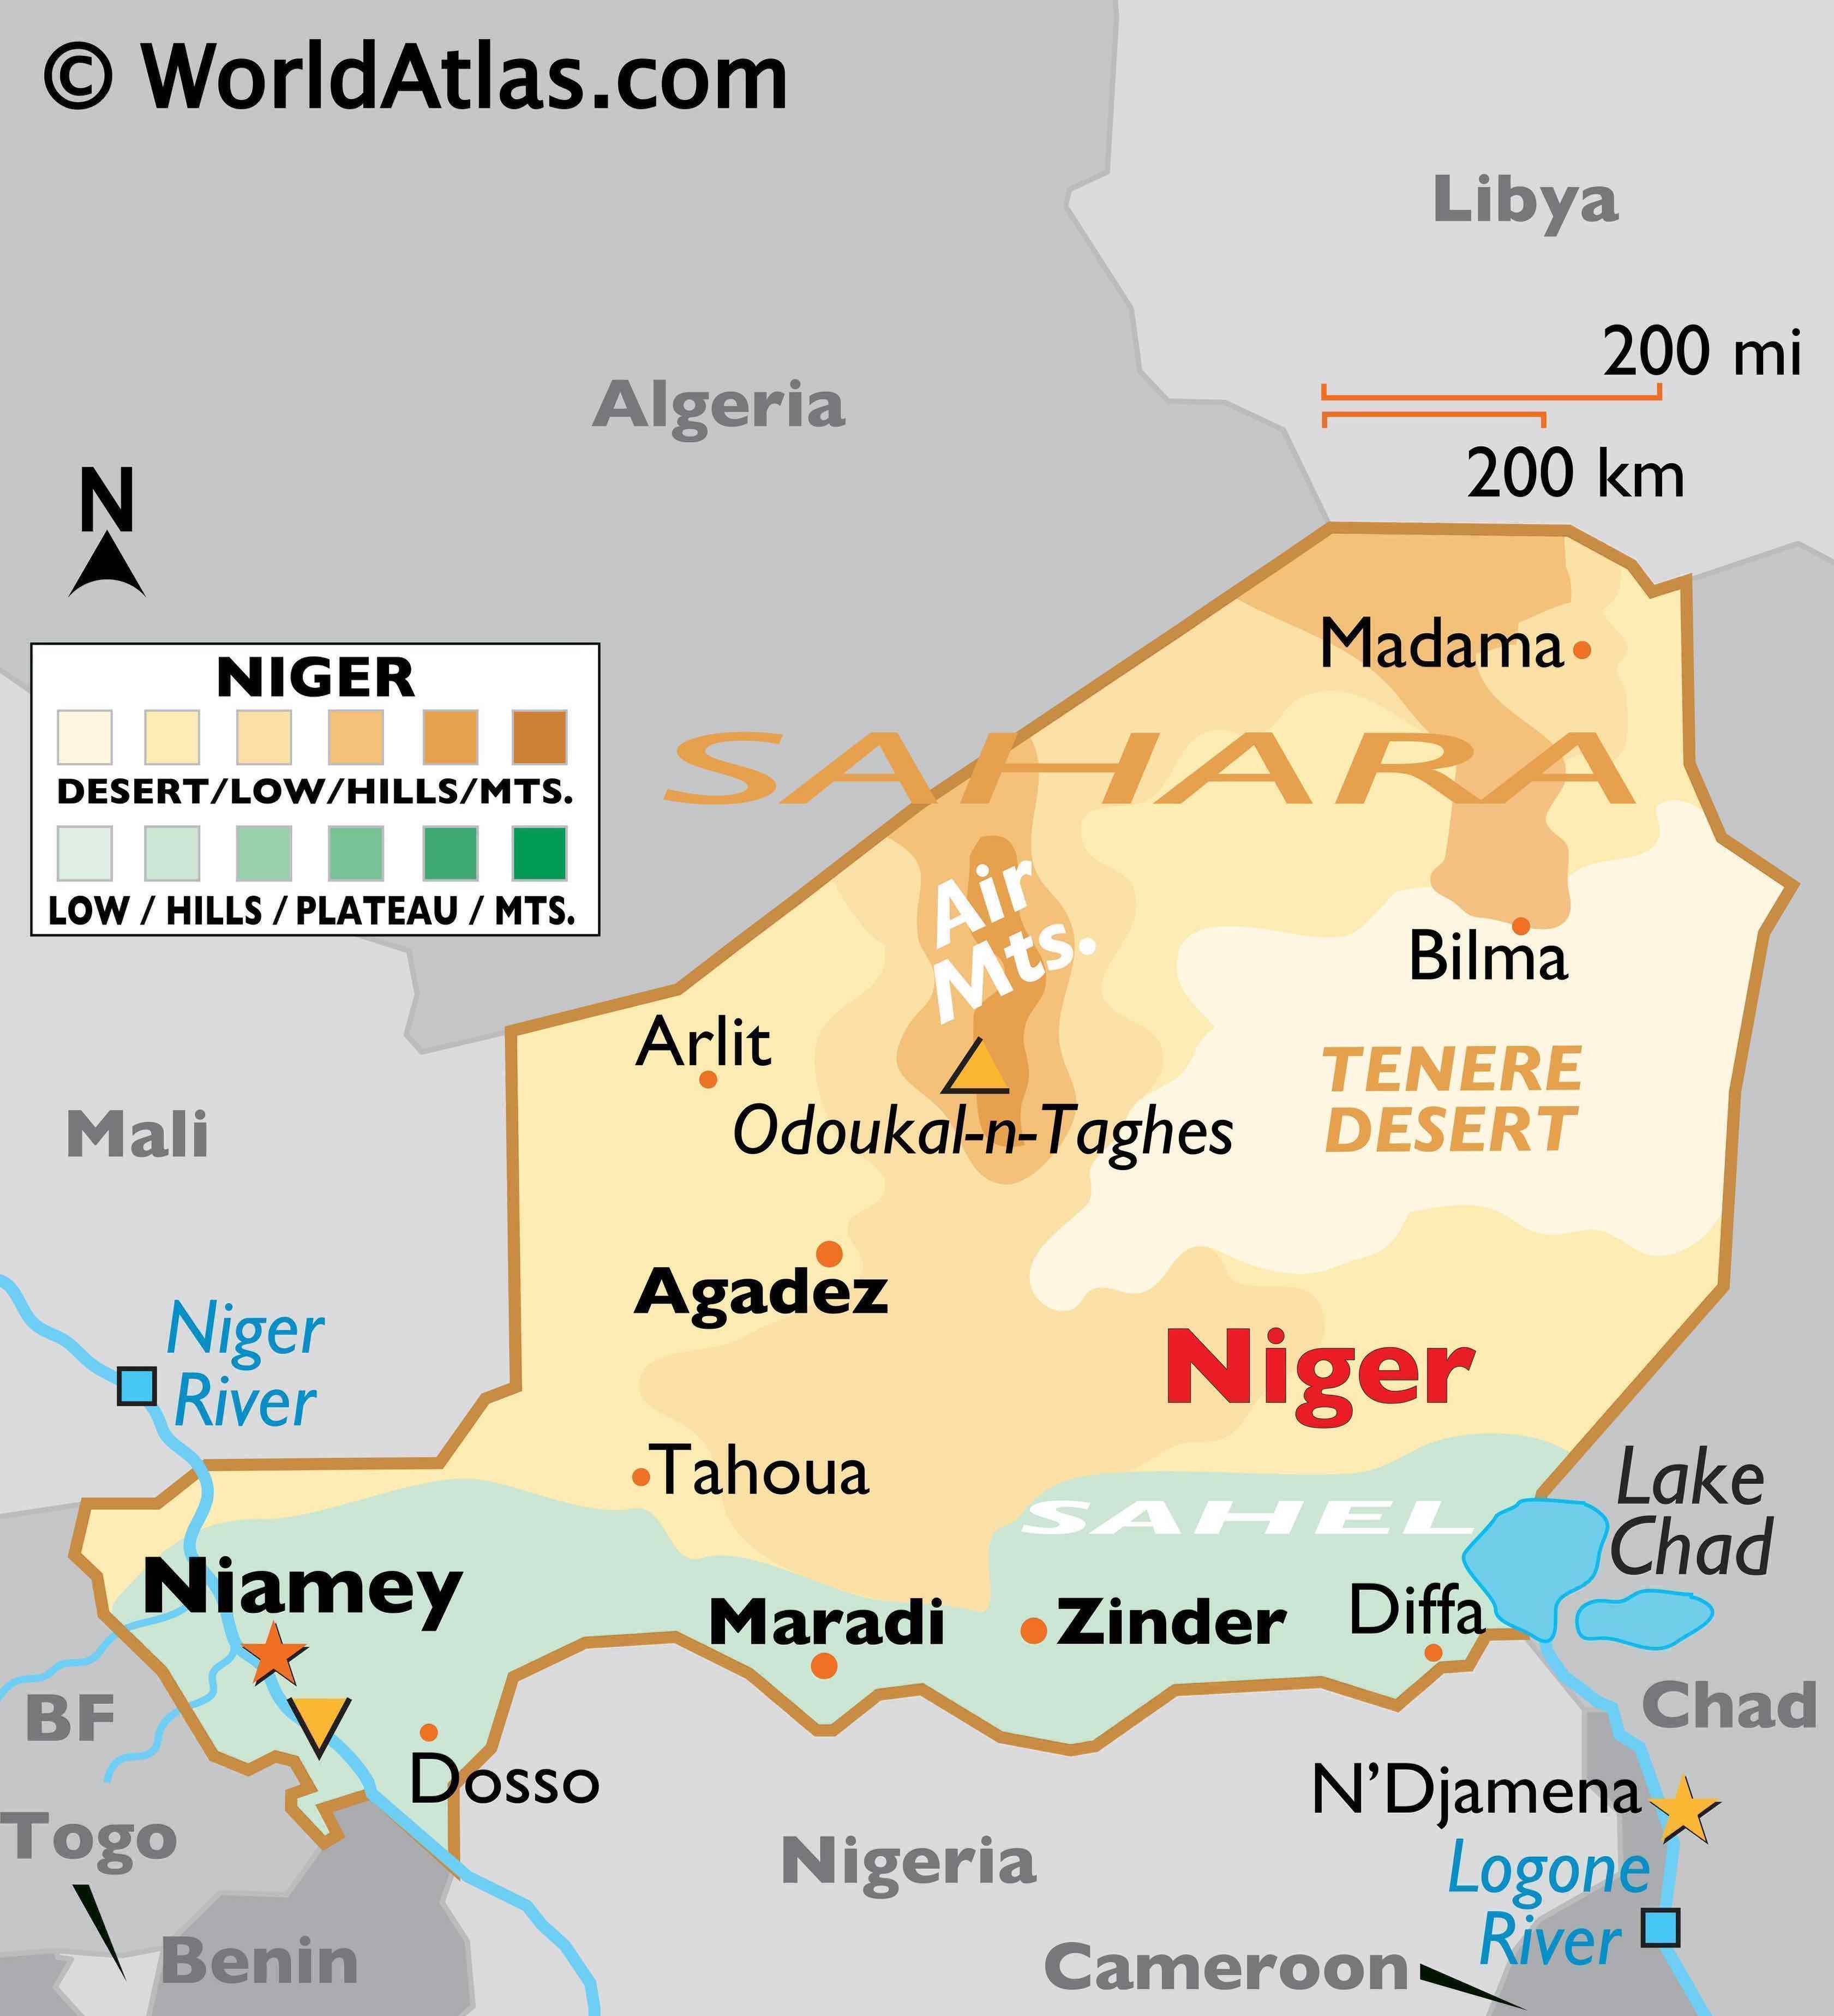 © WorldAtlas.com
Libya
200 mi
Algeria
200 km
N
Madama
NIGER
SAHARA
DESERT/LOW/HILLS/MTS.
LOW / HILLS / PLATEAU / MTS.
Air
Mts.
Bilma
Arlit
TENERE
DESERT
Mali
Odoukal-n-Taghes
Agadez
Niger
River
Niger
Tahoua
Lake
Chad
SAHEL
Niamey
Maradi
Zinder
Diffa
BF
Chad
Dosso
N'Djamena
Togo
Nigeria
Logone
River
Benin
Cameroon